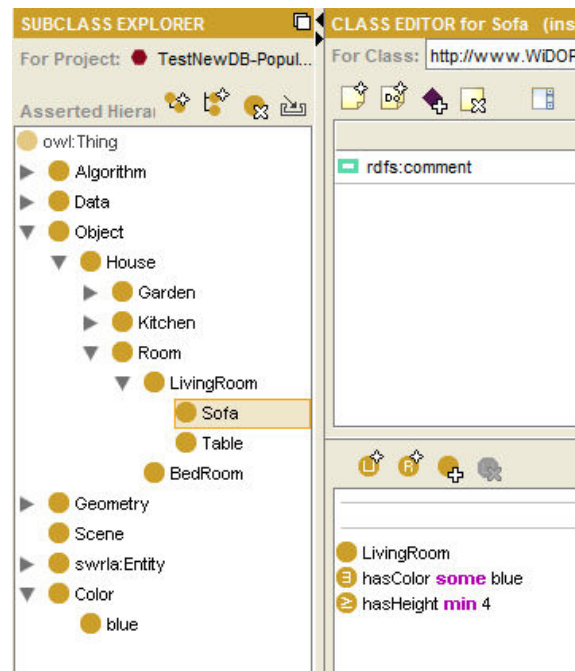 SUBCLASS EXPLORER
For Project: TestNewDB-Popul...
Asserted Hierar
owl:Thing
Algorithm
Data
Object
House
Garden
Kitchen
Room
LivingRoom
Sofa
Table
BedRoom
Geometry
Scene
swrla:Entity
Color
blue
CLASS EDITOR for Sofa (ins
For Class: http://www.WiDOP
rdfs:comment
LivingRoom
hasColor some blue
hasHeight min 4